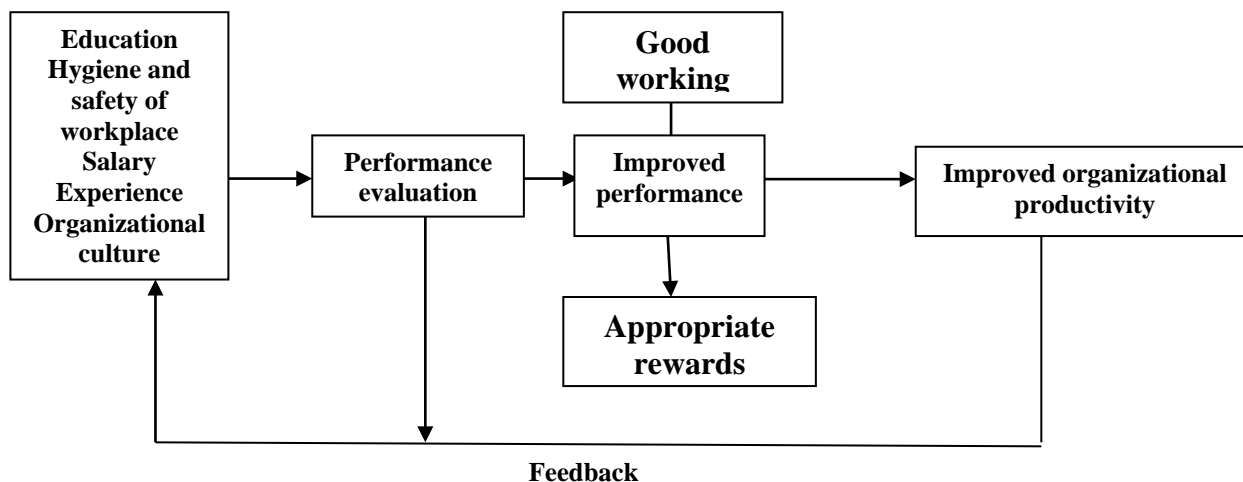 Education
Hygiene and
safety of
workplace
Salary
Experience
Organizational
culture
Performance
evaluation
Good
working
Improved
performance
Appropriate
rewards
Improved organizational
productivity
Feedback